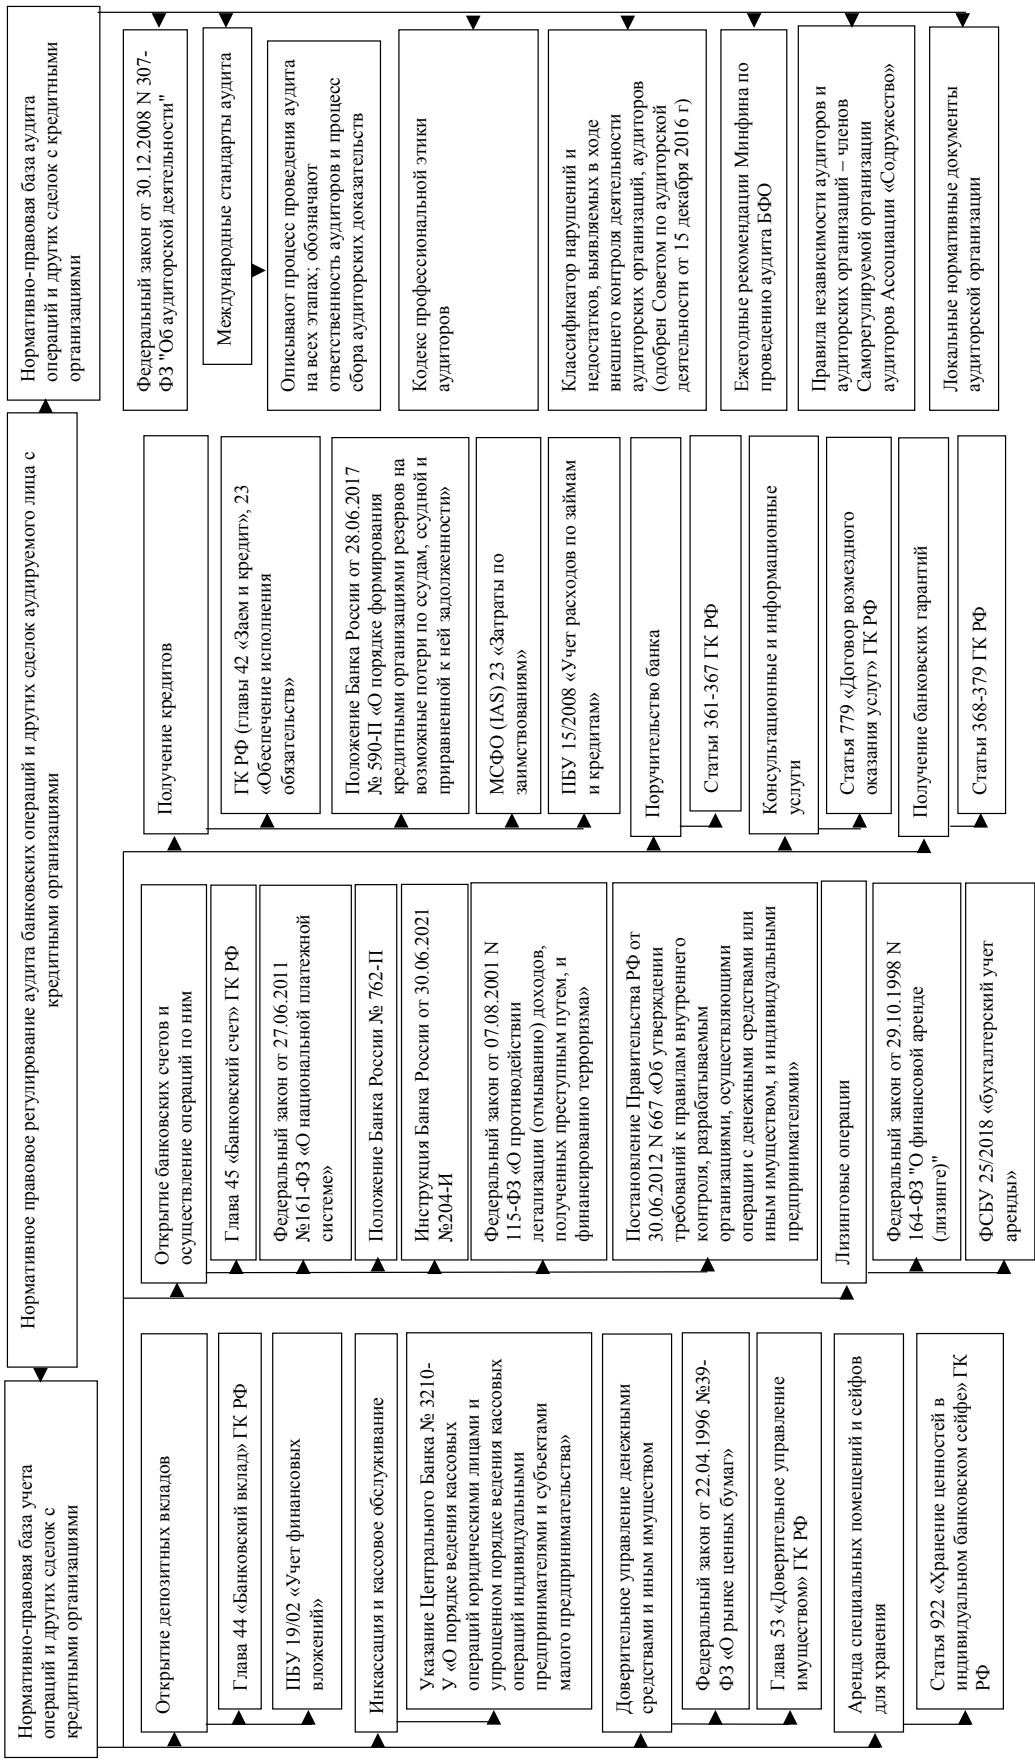 Нормативное правовое регулирование аудита банковских операций и других сделок аудируемого лица с
кредитными организациями
Нормативно-правовая база учета
операций и других сделок с
кредитными организациями
Открытие депозитных вкладов
Глава 44 «Банковский вклад» ГК РФ
ПБУ 19/02 «Учет финансовых
вложений»
Инкассация и кассовое обслуживание
Указание Центрального Банка № 3210-
У «О порядке ведения кассовых
операций юридическими лицами и
упрощенном порядке ведения кассовых
операций индивидуальными
предпринимателями и субъектами
малого предпринимательства»
Доверительное управление денежными
средствами и иным имуществом
Федеральный закон от 22.04.1996 №39-
ФЗ «О рынке ценных бумаг»
Глава 53 «Доверительное управление
имуществом» ГК РФ
Аренда специальных помещений и сейфов
для хранения
Статья 922 «Хранение ценностей в
индивидуальном банковском сейфе» ГК
РФ
Открытие банковских счетов и
осуществление операций по ним
Глава 45 «Банковский счет» ГК РФ
Федеральный закон от 27.06.2011
№161-ФЗ «О национальной платежной
системе»
Положение Банка России № 762-П
Инструкция Банка России от 30.06.2021
№204-И
Федеральный закон от 07.08.2001 N
115-ФЗ «О противодействии
легализации (отмыванию) доходов,
полученных преступным путем, и
финансированию терроризма»
Постановление Правительства РФ от
30.06.2012 N 667 «Об утверждении
требований к правилам внутреннего
контроля, разрабатываемым
организациями, осуществляющими
операции с денежными средствами или
иным имуществом, и индивидуальными
предпринимателями»
Лизинговые операции
Федеральный закон от 29.10.1998 N
164-ФЗ "О финансовой аренде
(лизинге)"
ФСБУ 25/2018 «бухгалтерский учет
аренды»
Получение кредитов
ГК РФ (главы 42 «Заем и кредит», 23
«Обеспечение исполнения
обязательств»
Положение Банка России от 28.06.2017
№ 590-П «О порядке формирования
кредитными организациями резервов на
возможные потери по ссудам, ссудной и
приравненной к ней задолженности»
МСФО (IAS) 23 «Затраты по
заимствованиям»
ПБУ 15/2008 «Учет расходов по займам
и кредитам»
Поручительство банка
Статьи 361-367 ГК РФ
Консультационные и информационные
услуги
Статья 779 «Договор возмездного
оказания услуг» ГК РФ
Получение банковских гарантий
Статьи 368-379 ГК РФ
Нормативно-правовая база аудита
операций и других сделок с кредитными
организациями
Федеральный закон от 30.12.2008 N 307-
ФЗ "Об аудиторской деятельности"
Международные стандарты аудита
Описывают процесс проведения аудита
на всех этапах; обозначают
ответственность аудиторов и процесс
сбора аудиторских доказательств
Кодекс профессиональной этики
аудиторов
Классификатор нарушений и
недостатков, выявляемых в ходе
внешнего контроля деятельности
аудиторских организаций, аудиторов
(одобрен Советом по аудиторской
деятельности от 15 декабря 2016 г)
Ежегодные рекомендации Минфина по
проведению аудита БФО
Правила независимости аудиторов и
аудиторских организаций – членов
Саморегулируемой организации
аудиторов Ассоциации «Содружество»
Локальные нормативные документы
аудиторской организации